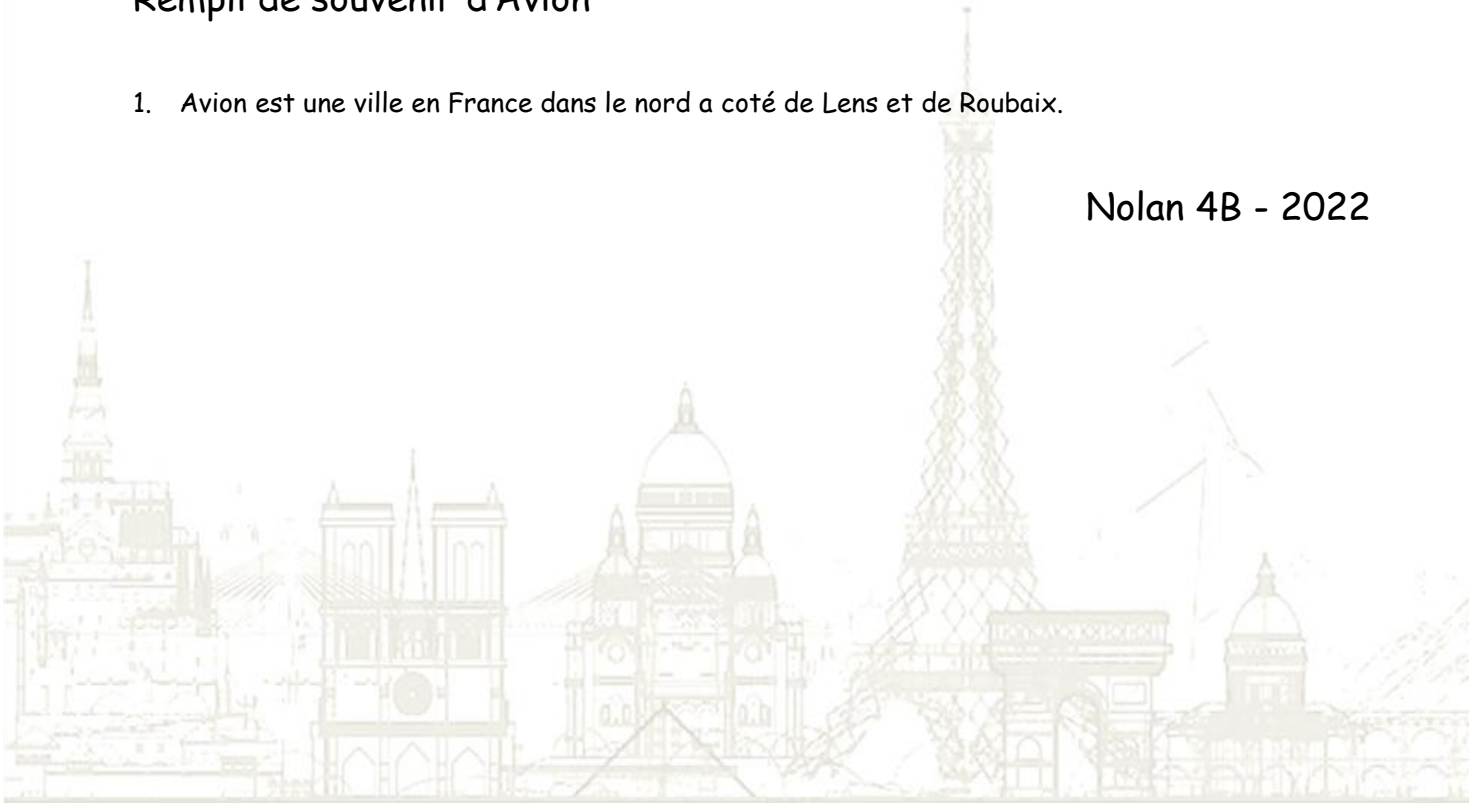 Rempli de souvenir d'Avion
1. Avion est une ville en France dans le nord a coté de Lens et de Roubaix.
Nolan 4B - 2022